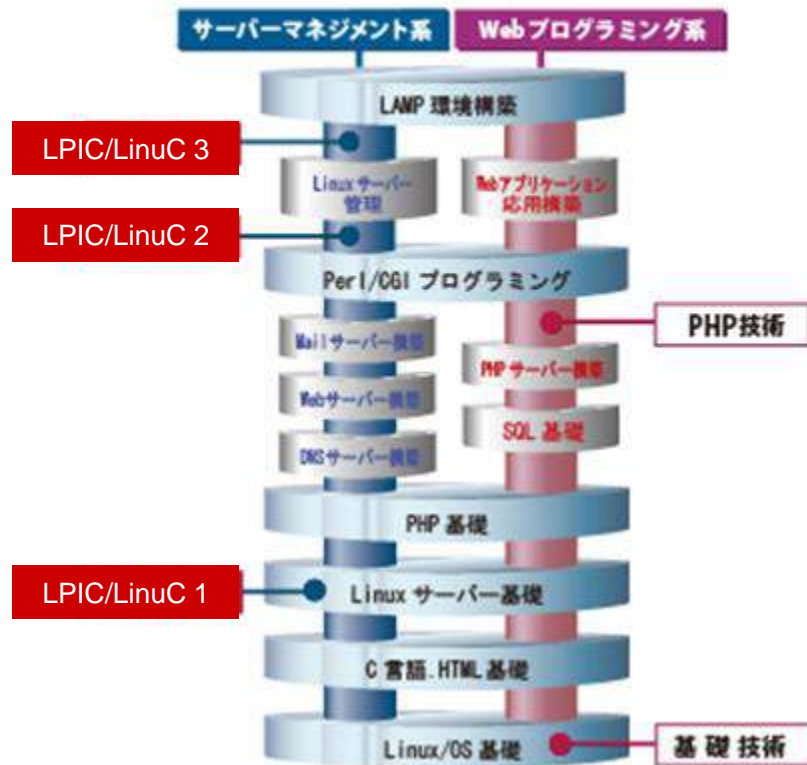 サーバーマネジメント系
Webプログラミング系
LAMP 環境構築
LPIC/LinuC 3
Linuxサーバー
管理
Webアプリケーション
応用構築
LPIC/LinuC 2
Perl/CGI プログラミング
PHP技術
Mailサーバー構築
PHPサーバー構築
Webサーバー構築
SQL 基礎
DNSサーバー構築
PHP 基礎
LPIC/LinuC 1
Linux サーバー基礎
C 言語.HTML 基礎
Linux/OS 基礎
基礎技術